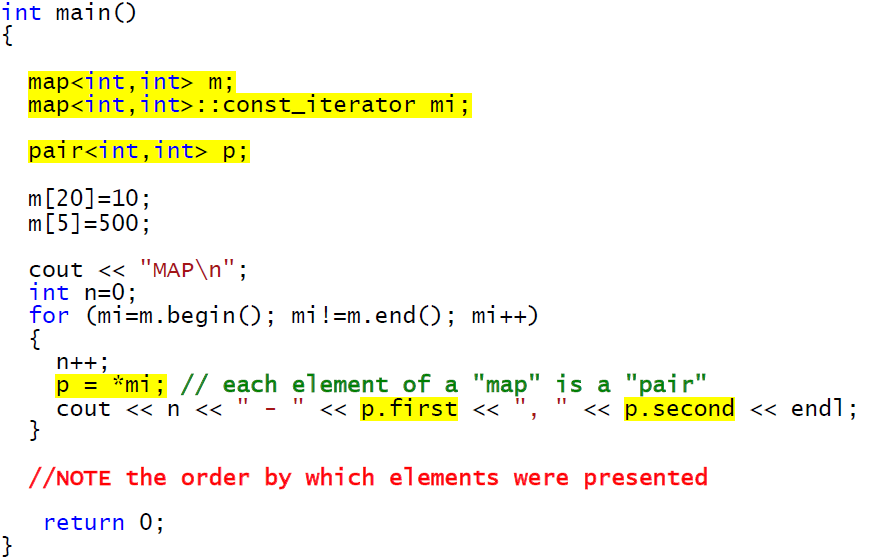 int main()
{
map<int,int> m;
map<int,int>::const_iterator mi;
pair<int,int> p;
m[20]=10;
m[5]=500;
cout << "MAP\n";
int n=0;
for (mi=m.begin(); mi!=m.end(); mi++)
{
n++;
p = *mi; // each element of a "map" is a "pair"
cout << n << " - " << p.first << ", " << p.second << endl;
}
//NOTE the order by which elements were presented
return 0;
}